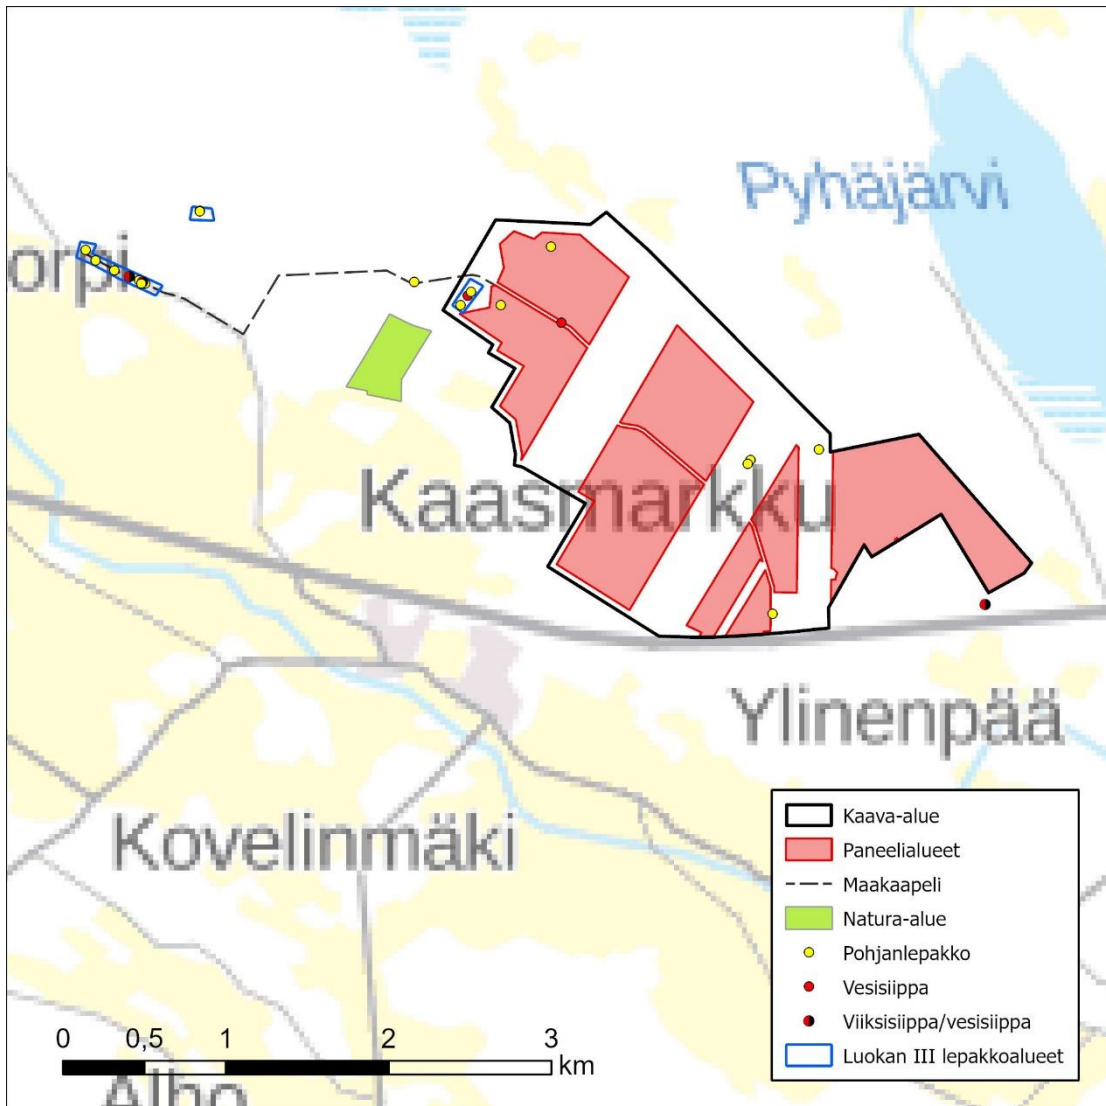 Pyhäjärvi
orpi
Kaasmarkku
Ylinenpää
Kovelinmäki
Kaava-alue
Paneelialueet
Maakaapeli
Natura-alue
Pohjanlepakko
Vesisiippa
Viiksisiippa/vesisiippa
Luokan III lepakkoalueet
0 0,5 1 2 3
km
Alho